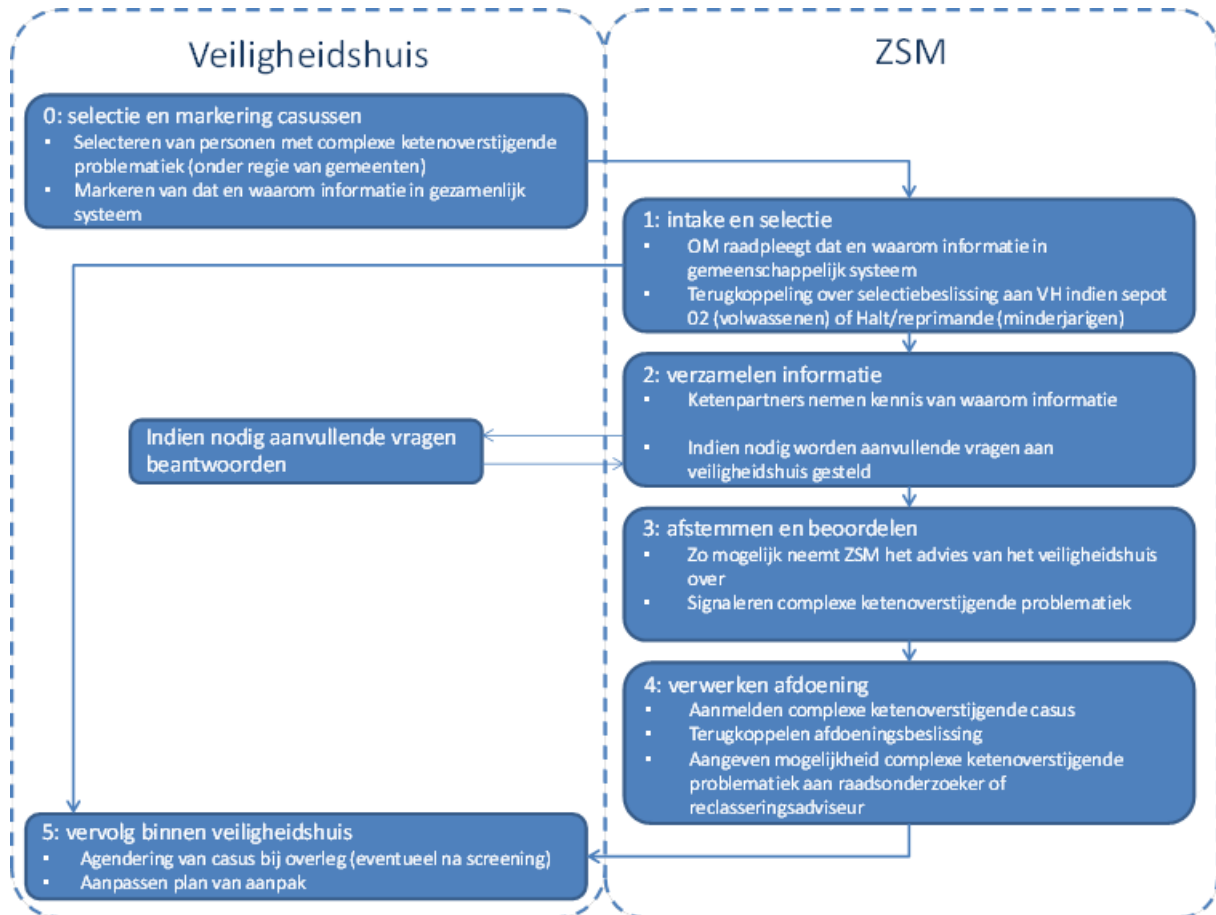 Veiligheidshuis
ZSM
0: selectie en markering casussen
▪ Selecteren van personen met complexe ketenoverstijgende
problematiek (onder regie van gemeenten)
▪ Markeren van dat en waarom informatie in gezamenlijk
systeem
1: intake en selectie
▪ OM raadpleegt dat en waarom informatie in
gemeenschappelijk systeem
▪ Terugkoppeling over selectiebeslissing aan VH indien sepot
02 (volwassenen) of Halt/reprimande (minderjarigen)
2: verzamelen informatie
▪ Ketenpartners nemen kennis van waarom informatie
▪ Indien nodig worden aanvullende vragen aan
veiligheidshuis gesteld
Indien nodig aanvullende vragen
beantwoorden
3: afstemmen en beoordelen
▪ Zo mogelijk neemt ZSM het advies van het veiligheidshuis
over
▪ Signaleren complexe ketenoverstijgende problematiek
4: verwerken afdoening
▪ Aanmelden complexe ketenoverstijgende casus
▪ Terugkoppelen afdoeningsbeslissing
▪ Aangeven mogelijkheid complexe ketenoverstijgende
problematiek aan raadsonderzoeker of
reclasseringsadviseur
5: vervolg binnen veiligheidshuis
▪ Agendering van casus bij overleg (eventueel na screening)
▪ Aanpassen plan van aanpak